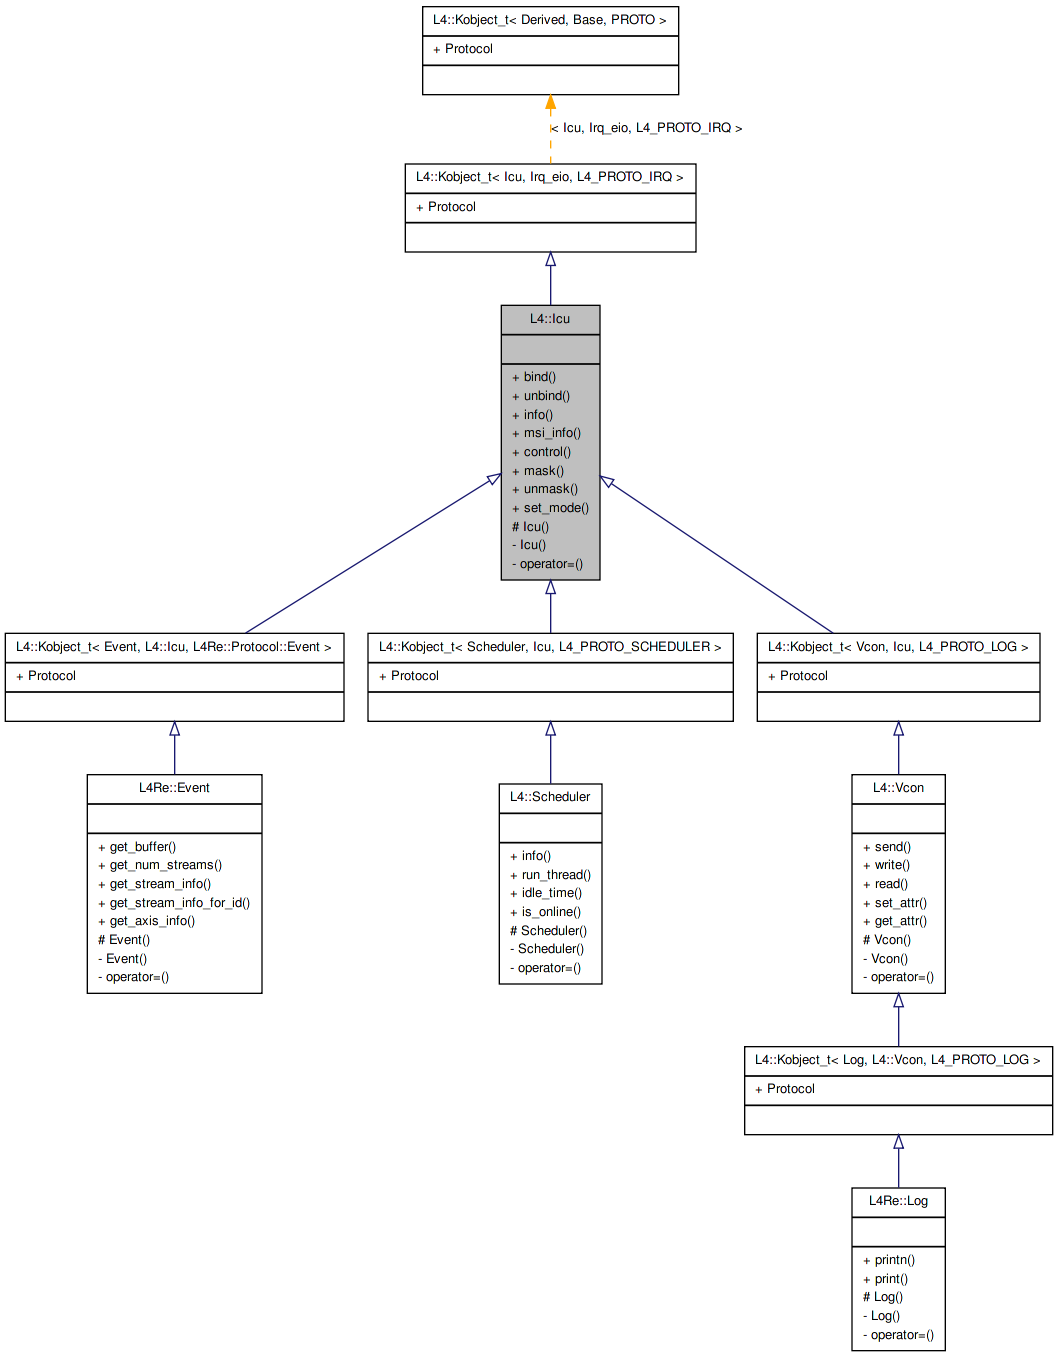 L4::Kobject_t< Derived, Base, PROTO >
+ Protocol
< Icu, Irq_eio, L4_PROTO_IRQ >
L4::Kobject_t< Icu, Irq_eio, L4_PROTO_IRQ >
+ Protocol
L4::Icu
+ bind()
+ unbind()
+ info()
+ msi_info()
+ control()
+ mask()
+ unmask()
+ set_mode()
# Icu()
- Icu()
- operator=()
L4::Kobject_t< Event, L4::Icu, L4Re::Protocol::Event >
+ Protocol
L4::Kobject_t< Scheduler, Icu, L4_PROTO_SCHEDULER >
+ Protocol
L4::Kobject_t< Vcon, Icu, L4_PROTO_LOG >
+ Protocol
L4Re::Event
+ get_buffer()
+ get_num_streams()
+ get_stream_info()
+ get_stream_info_for_id()
+ get_axis_info()
# Event()
- Event()
- operator=()
L4::Scheduler
+ info()
+ run_thread()
+ idle_time()
+ is_online()
# Scheduler()
- Scheduler()
- operator=()
L4::Vcon
+ send()
+ write()
+ read()
+ set_attr()
+ get_attr()
# Vcon()
- Vcon()
- operator=()
L4::Kobject_t< Log, L4::Vcon, L4_PROTO_LOG >
+ Protocol
L4Re::Log
+ printn()
+ print()
# Log()
- Log()
- operator=()